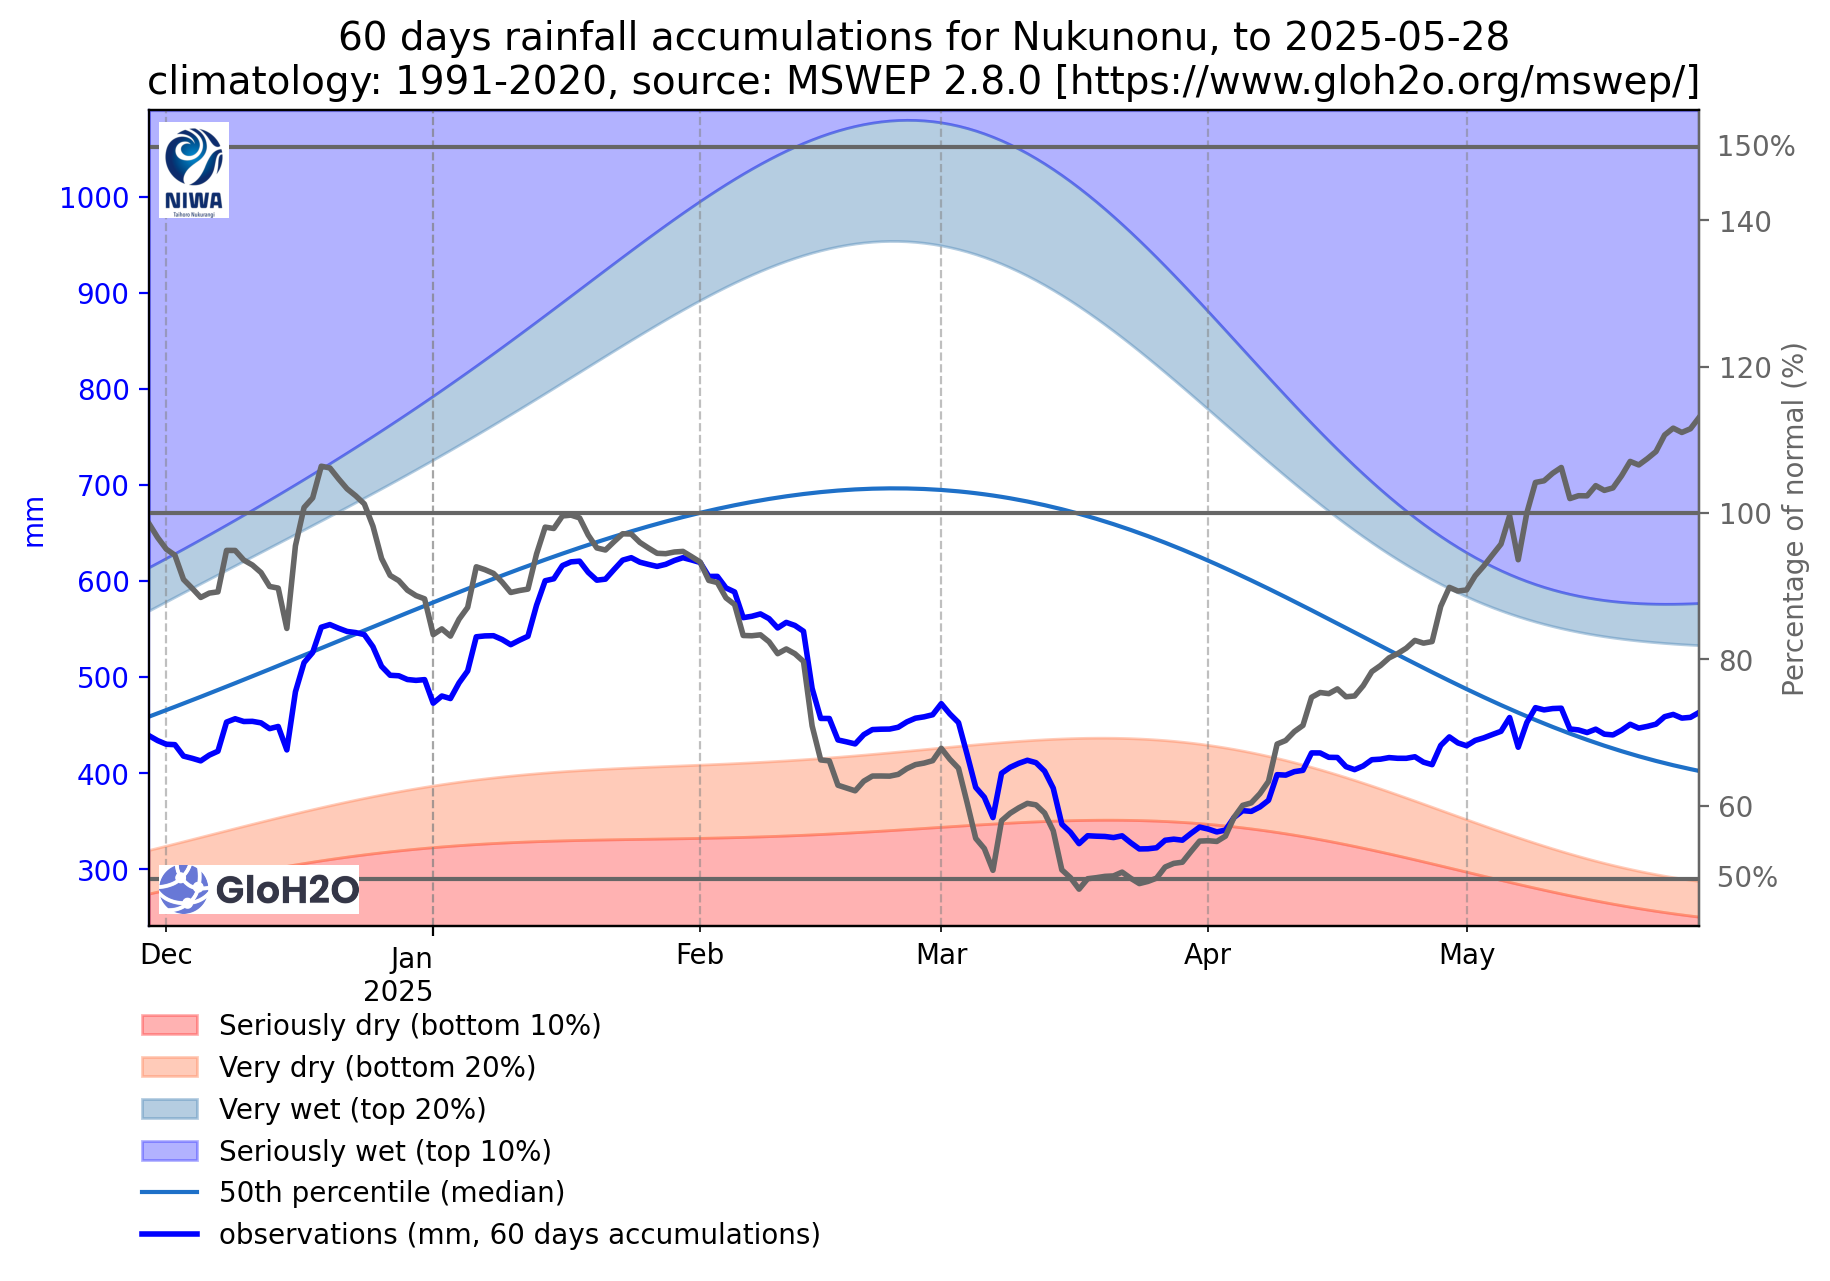 60 days rainfall accumulations for Nukunonu, to 2025-05-28
climatology: 1991-2020, source: MSWEP 2.8.0 [https://www.gloh2o.org/mswep/]
NIWA
Taihoro Nukurangi
1000
900
800
700
600
500
400
300
mm
150%
140
120
100
80
60
50%
Percentage of normal (%)
GloH2O
Dec
Jan
2025
Feb
Mar
Apr
May
Seriously dry (bottom 10%)
Very dry (bottom 20%)
Very wet (top 20%)
Seriously wet (top 10%)
50th percentile (median)
observations (mm, 60 days accumulations)